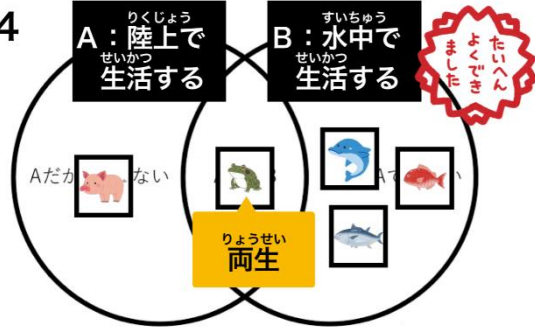 4
A：陸上で
りくじょう
生活する
せいかつ
B：水中で
すいちゅう
生活する
せいかつ
たいへん
よくでき
ました
Aだか
ない
りょうせい
両生